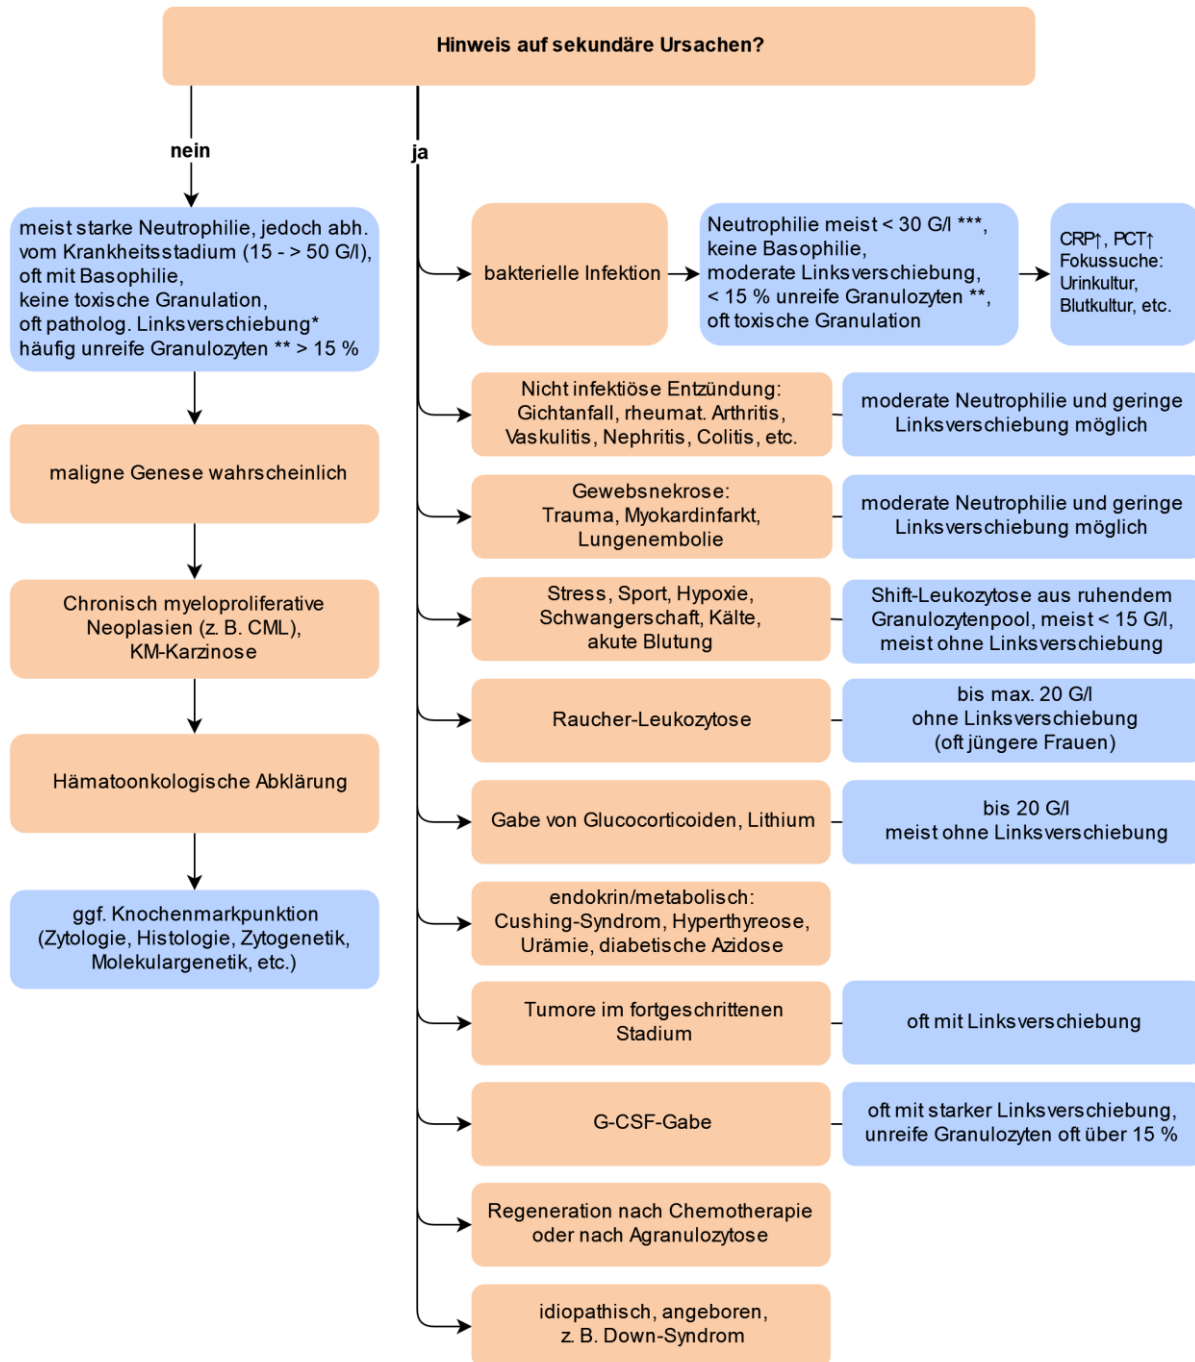 Hinweis auf sekundäre Ursachen?
nein
ja
meist starke Neutrophilie, jedoch abh.
vom Krankheitsstadium (15 - > 50 G/l),
oft mit Basophilie,
keine toxische Granulation,
oft patholog. Linksverschiebung*
häufig unreife Granulozyten ** > 15 %
maligne Genese wahrscheinlich
Chronisch myeloproliferative
Neoplasien (z. B. CML),
KM-Karzinose
Hämatoonkologische Abklärung
ggf. Knochenmarkpunktion
(Zytologie, Histologie, Zytogenetik,
Molekulargenetik, etc.)
bakterielle Infektion
Neutrophilie meist < 30 G/l ***,
keine Basophilie,
moderate Linksverschiebung,
< 15 % unreife Granulozyten **,
oft toxische Granulation
CRP↑, PCT↑
Fokussuche:
Urinkultur,
Blutkultur, etc.
Nicht infektiöse Entzündung:
Gichtanfall, rheumat. Arthritis,
Vaskulitis, Nephritis, Colitis, etc.
moderate Neutrophilie und geringe
Linksverschiebung möglich
Gewebsnekrose:
Trauma, Myokardinfarkt,
Lungenembolie
moderate Neutrophilie und geringe
Linksverschiebung möglich
Stress, Sport, Hypoxie,
Schwangerschaft, Kälte,
akute Blutung
Shift-Leukozytose aus ruhendem
Granulozytenpool, meist < 15 G/l,
meist ohne Linksverschiebung
Raucher-Leukozytose
bis max. 20 G/l
ohne Linksverschiebung
(oft jüngere Frauen)
Gabe von Glucocorticoiden, Lithium
bis 20 G/l
meist ohne Linksverschiebung
endokrin/metabolisch:
Cushing-Syndrom, Hyperthyreose,
Urämie, diabetische Azidose
Tumore im fortgeschrittenen
Stadium
oft mit Linksverschiebung
G-CSF-Gabe
oft mit starker Linksverschiebung,
unreife Granulozyten oft über 15 %
Regeneration nach Chemotherapie
oder nach Agranulozytose
idiopathisch, angeboren,
z. B. Down-Syndrom